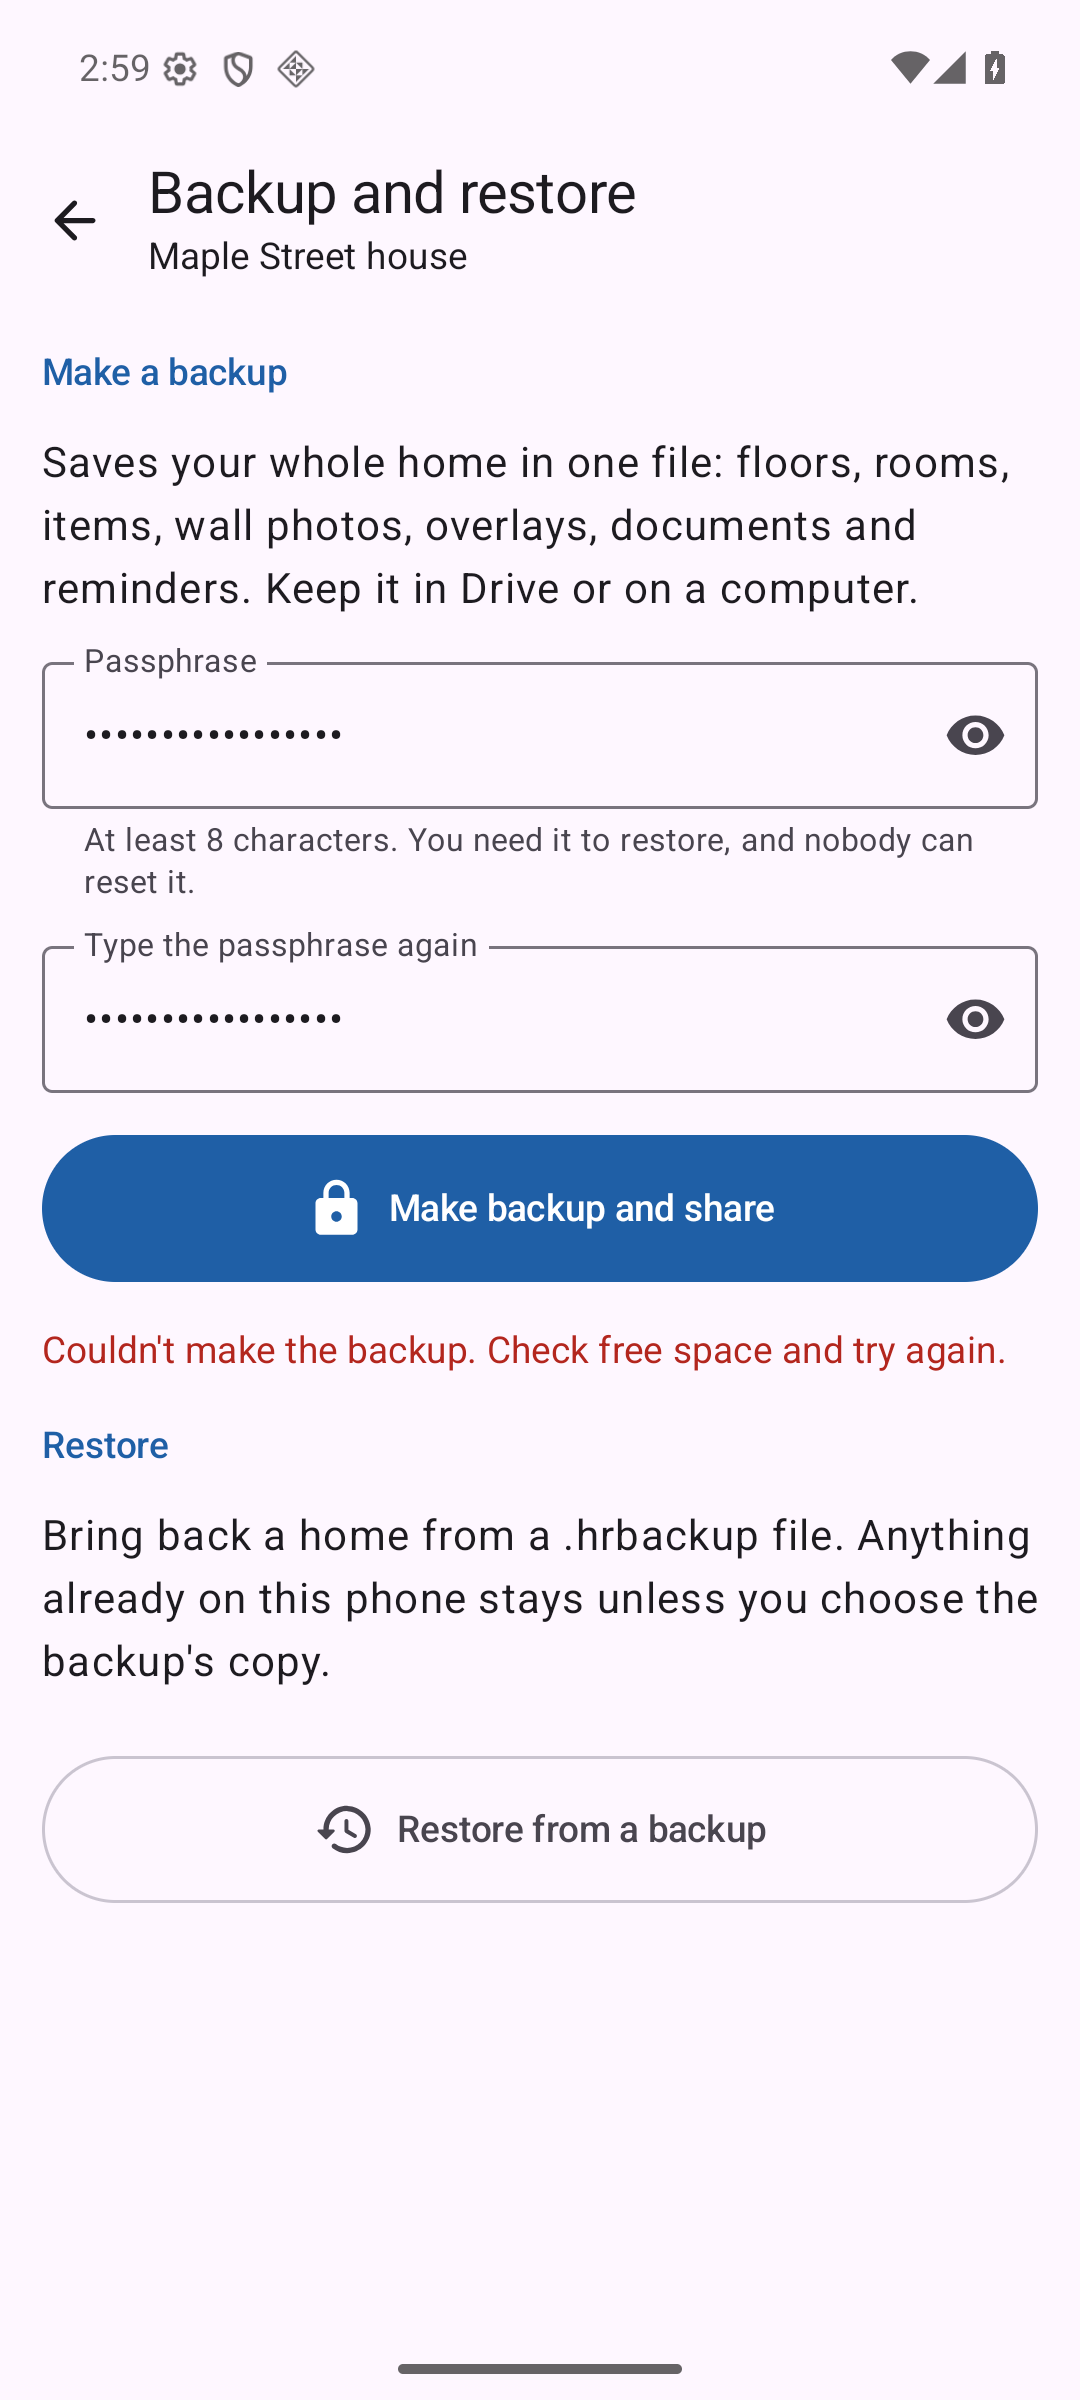 2:59
Backup and restore
Maple Street house
Make a backup
Saves your whole home in one file: floors, rooms,
items, wall photos, overlays, documents and
reminders. Keep it in Drive or on a computer.
Passphrase
•••••••••••••••••
At least 8 characters. You need it to restore, and nobody can
reset it.
Type the passphrase again
•••••••••••••••••
Make backup and share
Couldn't make the backup. Check free space and try again.
Restore
Bring back a home from a .hrbackup file. Anything
already on this phone stays unless you choose the
backup's copy.
Restore from a backup